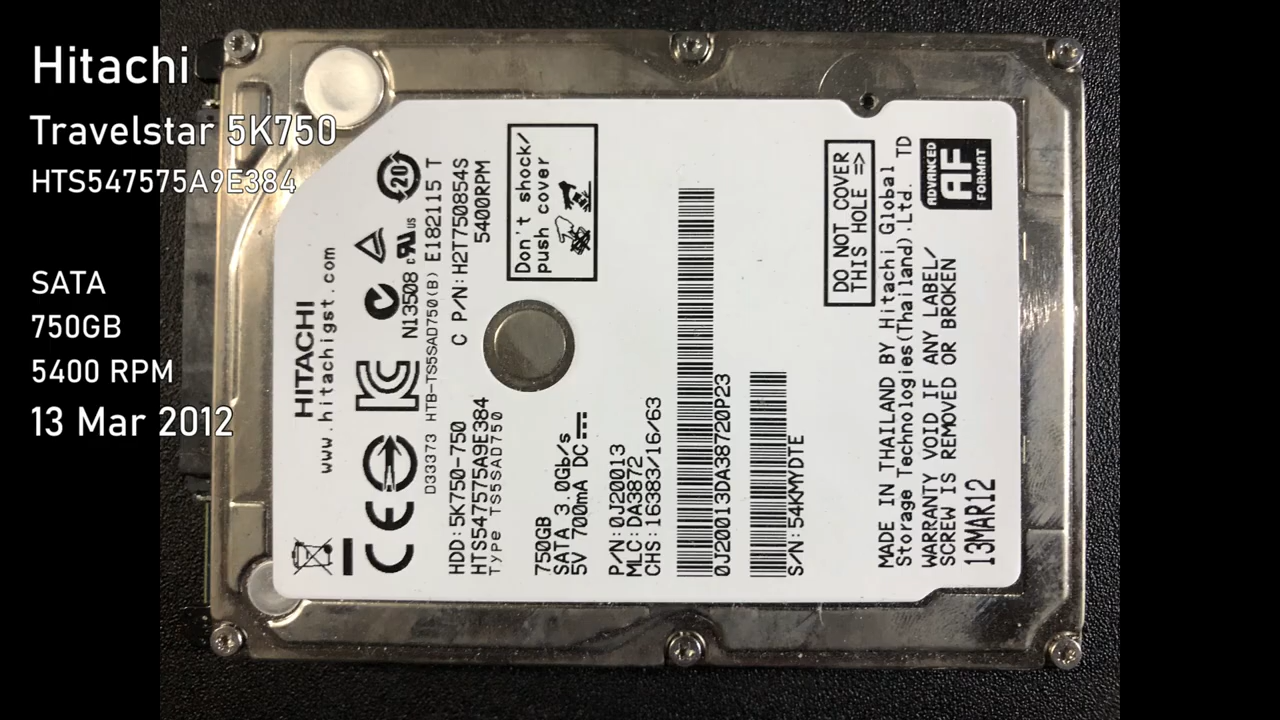 Hitachi
Travelstar 5K750
HTS547575A9E384
SATA
750GB
5400 RPM
13 Mar 2012
HITACHI
www.hitachigst.com
20
N13508 c US
D33373 HTB-TS5SAD750(B) E182115 T
HDD:5K750-750 C P/N:H2T750854S
HTS547575A9E384 5400RPM
Type TS5SAD750
Don't shock/
push cover
750GB
SATA 3.0Gb/s
5V 700mA DC
P/N:0J20013
MLC:DA3872
CHS:16383/16/63
0J20013DA38720P23
S/N:54KMYDTE
DO NOT COVER
THIS HOLE =>
MADE IN THAILAND BY Hitachi Global
Storage Technologies(Thailand).Ltd. TD
WARRANTY VOID IF ANY LABEL/
SCREW IS REMOVED OR BROKEN
13MAR12
ADVANCED
AF
FORMAT